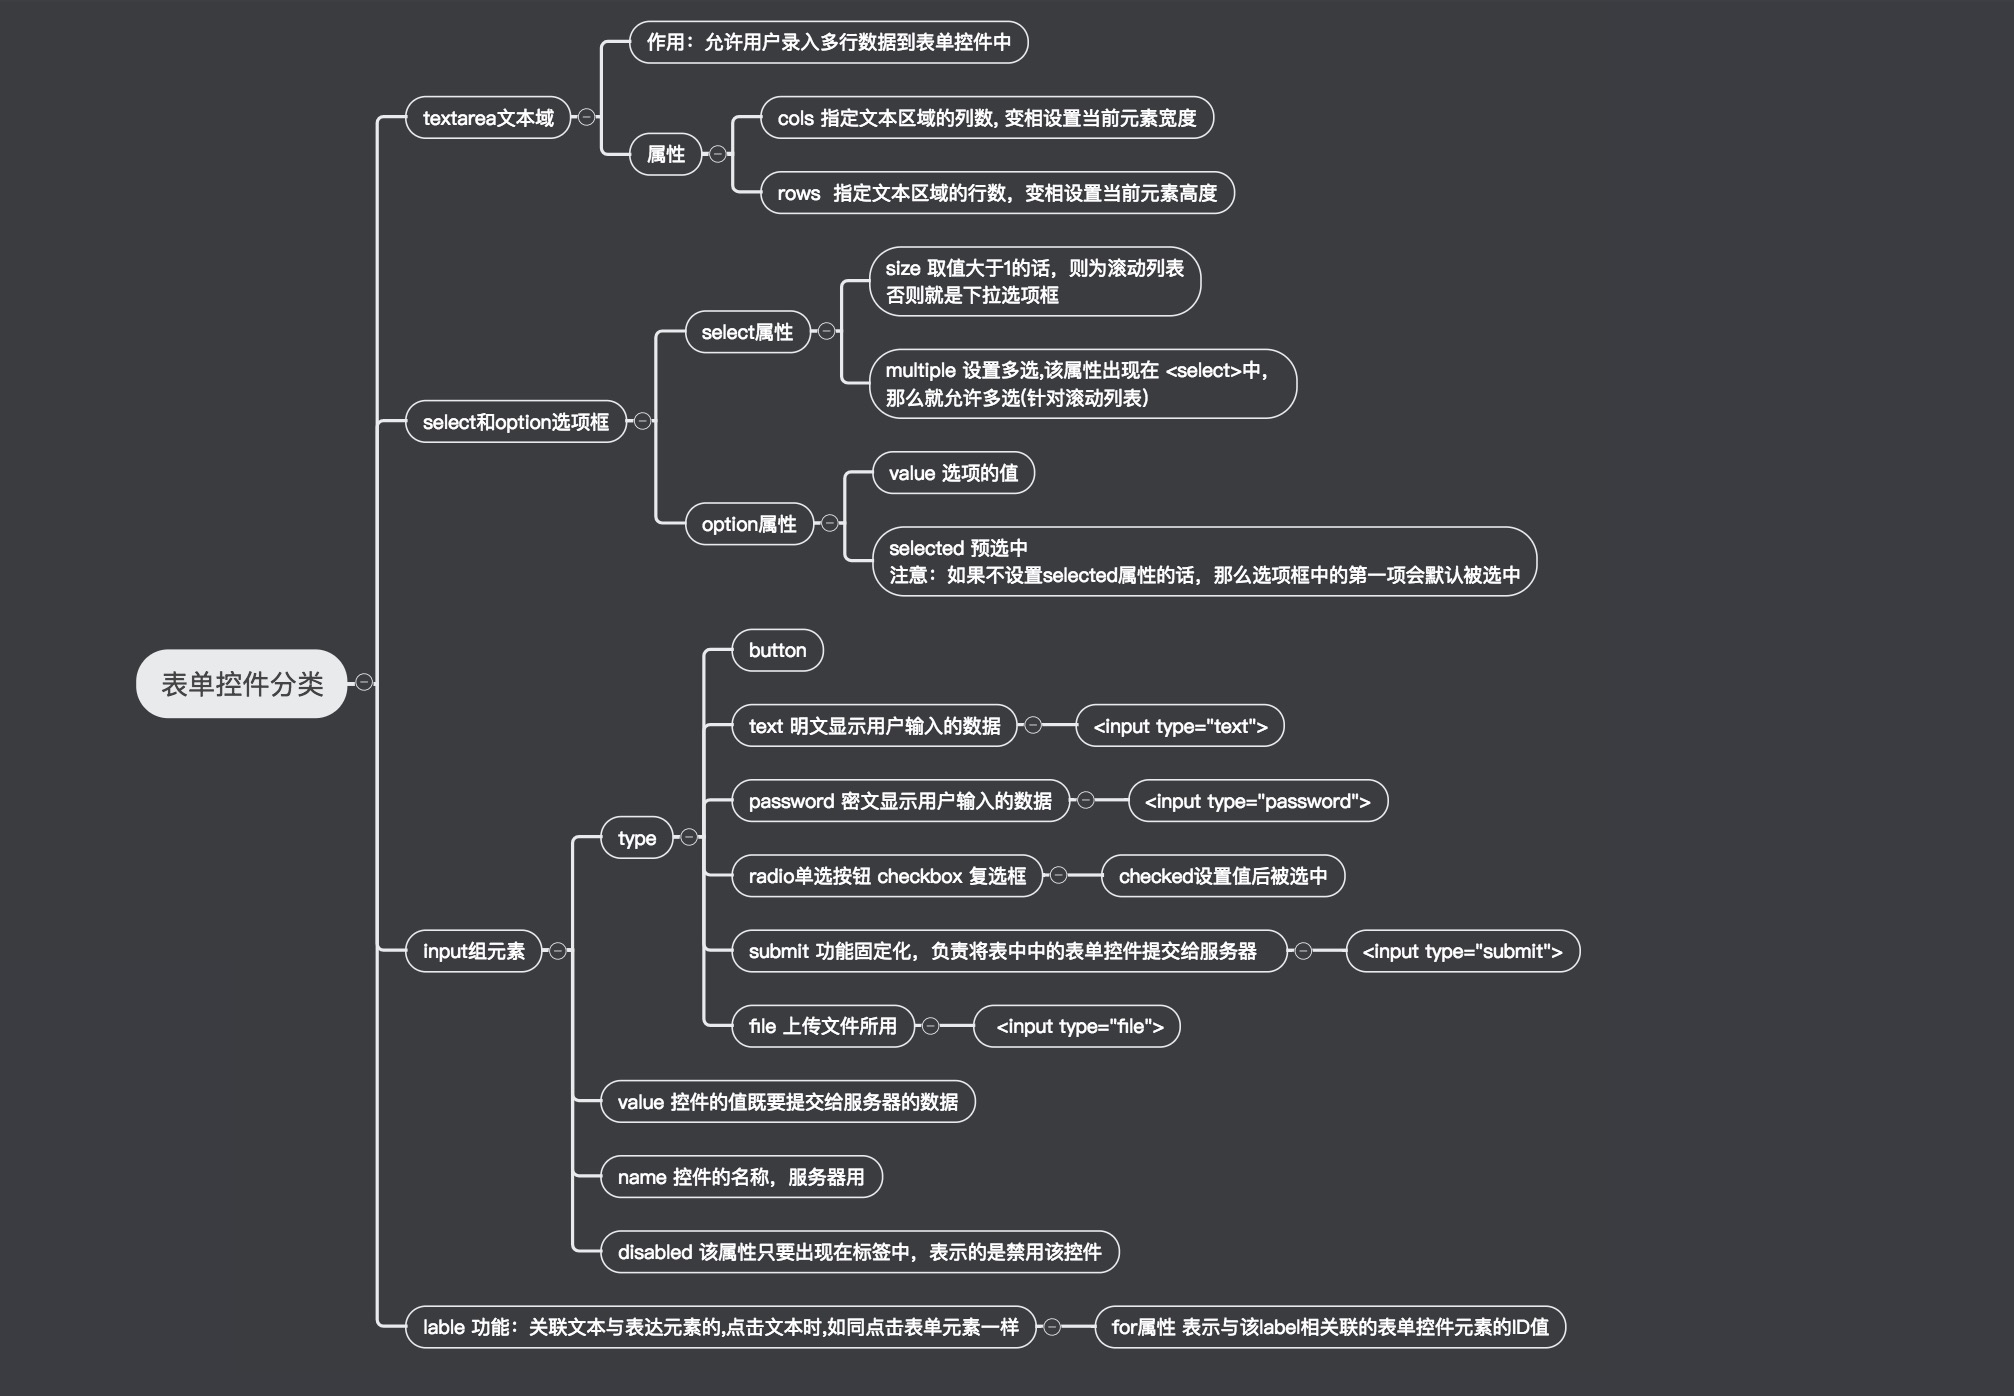 表单控件分类
textarea文本域
作用：允许用户录入多行数据到表单控件中
属性
cols 指定文本区域的列数, 变相设置当前元素宽度
rows  指定文本区域的行数，变相设置当前元素高度
select和option选项框
select属性
size 取值大于1的话，则为滚动列表
否则就是下拉选项框
multiple 设置多选,该属性出现在 <select>中，
那么就允许多选(针对滚动列表)
option属性
value 选项的值
selected 预选中
注意：如果不设置selected属性的话，那么选项框中的第一项会默认被选中
input组元素
type
button
text 明文显示用户输入的数据
<input type="text">
password 密文显示用户输入的数据
<input type="password">
radio单选按钮 checkbox 复选框
checked设置值后被选中
submit 功能固定化，负责将表中中的表单控件提交给服务器
<input type="submit">
file 上传文件所用
<input type="file">
value 控件的值既要提交给服务器的数据
name 控件的名称，服务器用
disabled 该属性只要出现在标签中，表示的是禁用该控件
lable 功能：关联文本与表达元素的,点击文本时,如同点击表单元素一样
for属性 表示与该label相关联的表单控件元素的ID值